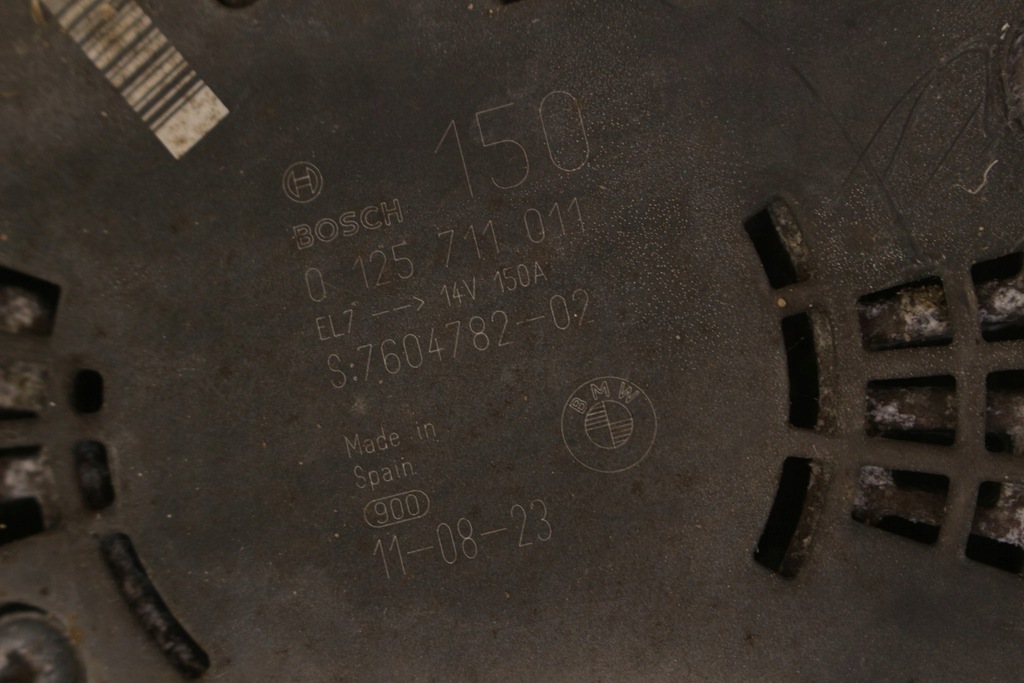 150
BOSCH
0 125 711 011
EL7 --> 14V 150A
S:7604782-02
BMW
Made in
Spain
900
11-08-23